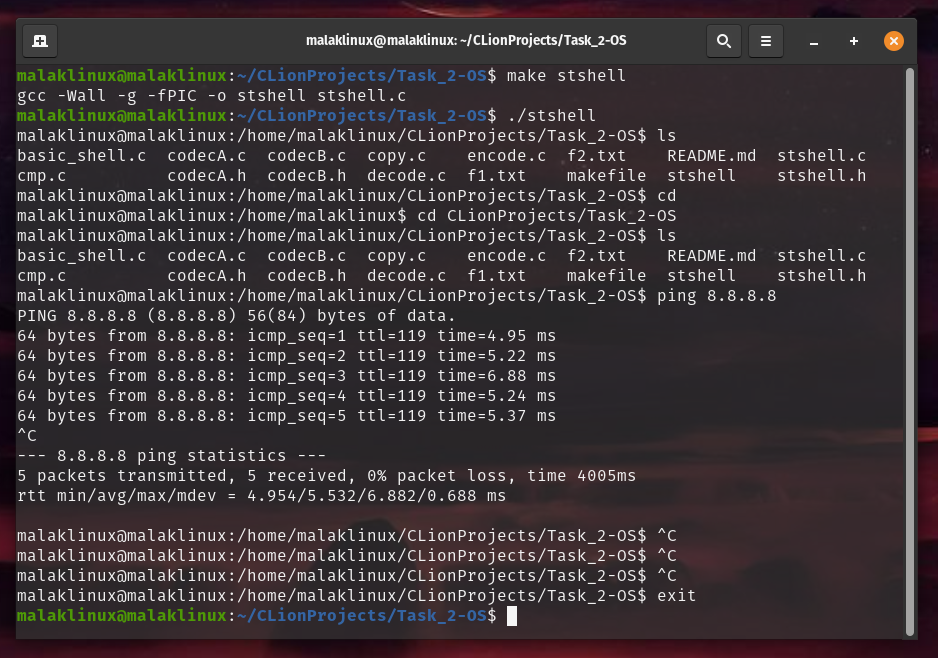 malaklinux@malaklinux: ~/CLionProjects/Task_2-OS
malaklinux@malaklinux:~/CLionProjects/Task_2-OS$ make stshell
gcc -Wall -g -fPIC -o stshell stshell.c
malaklinux@malaklinux:~/CLionProjects/Task_2-OS$ ./stshell
malaklinux@malaklinux:/home/malaklinux/CLionProjects/Task_2-OS$ ls
basic_shell.c  codecA.c  codecB.c  copy.c    encode.c  f2.txt    README.md  stshell.c
cmp.c          codecA.h  codecB.h  decode.c  f1.txt    makefile  stshell    stshell.h
malaklinux@malaklinux:/home/malaklinux/CLionProjects/Task_2-OS$ cd
malaklinux@malaklinux:/home/malaklinux$ cd CLionProjects/Task_2-OS
malaklinux@malaklinux:/home/malaklinux/CLionProjects/Task_2-OS$ ls
basic_shell.c  codecA.c  codecB.c  copy.c    encode.c  f2.txt    README.md  stshell.c
cmp.c          codecA.h  codecB.h  decode.c  f1.txt    makefile  stshell    stshell.h
malaklinux@malaklinux:/home/malaklinux/CLionProjects/Task_2-OS$ ping 8.8.8.8
PING 8.8.8.8 (8.8.8.8) 56(84) bytes of data.
64 bytes from 8.8.8.8: icmp_seq=1 ttl=119 time=4.95 ms
64 bytes from 8.8.8.8: icmp_seq=2 ttl=119 time=5.22 ms
64 bytes from 8.8.8.8: icmp_seq=3 ttl=119 time=6.88 ms
64 bytes from 8.8.8.8: icmp_seq=4 ttl=119 time=5.24 ms
64 bytes from 8.8.8.8: icmp_seq=5 ttl=119 time=5.37 ms
^C
--- 8.8.8.8 ping statistics ---
5 packets transmitted, 5 received, 0% packet loss, time 4005ms
rtt min/avg/max/mdev = 4.954/5.532/6.882/0.688 ms
malaklinux@malaklinux:/home/malaklinux/CLionProjects/Task_2-OS$ ^C
malaklinux@malaklinux:/home/malaklinux/CLionProjects/Task_2-OS$ ^C
malaklinux@malaklinux:/home/malaklinux/CLionProjects/Task_2-OS$ ^C
malaklinux@malaklinux:/home/malaklinux/CLionProjects/Task_2-OS$ exit
malaklinux@malaklinux:~/CLionProjects/Task_2-OS$